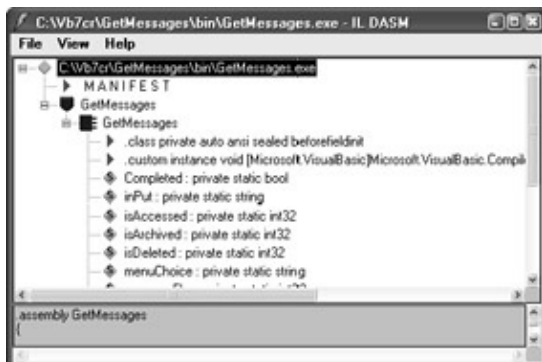 C:\Vb7cr\GetMessages\bin\GetMessages.exe - IL DASM
File View Help
C:\Vb7cr\GetMessages\bin\GetMessages.exe
MANIFEST
GetMessages
GetMessages
.class private auto ansi sealed beforefieldinit
.custom instance void [Microsoft.VisualBasic]Microsoft.VisualBasic.Compil
Completed : private static bool
inPut : private static string
isAccessed : private static int32
isArchived : private static int32
isDeleted : private static int32
menuChoice : private static string
.assembly GetMessages
{